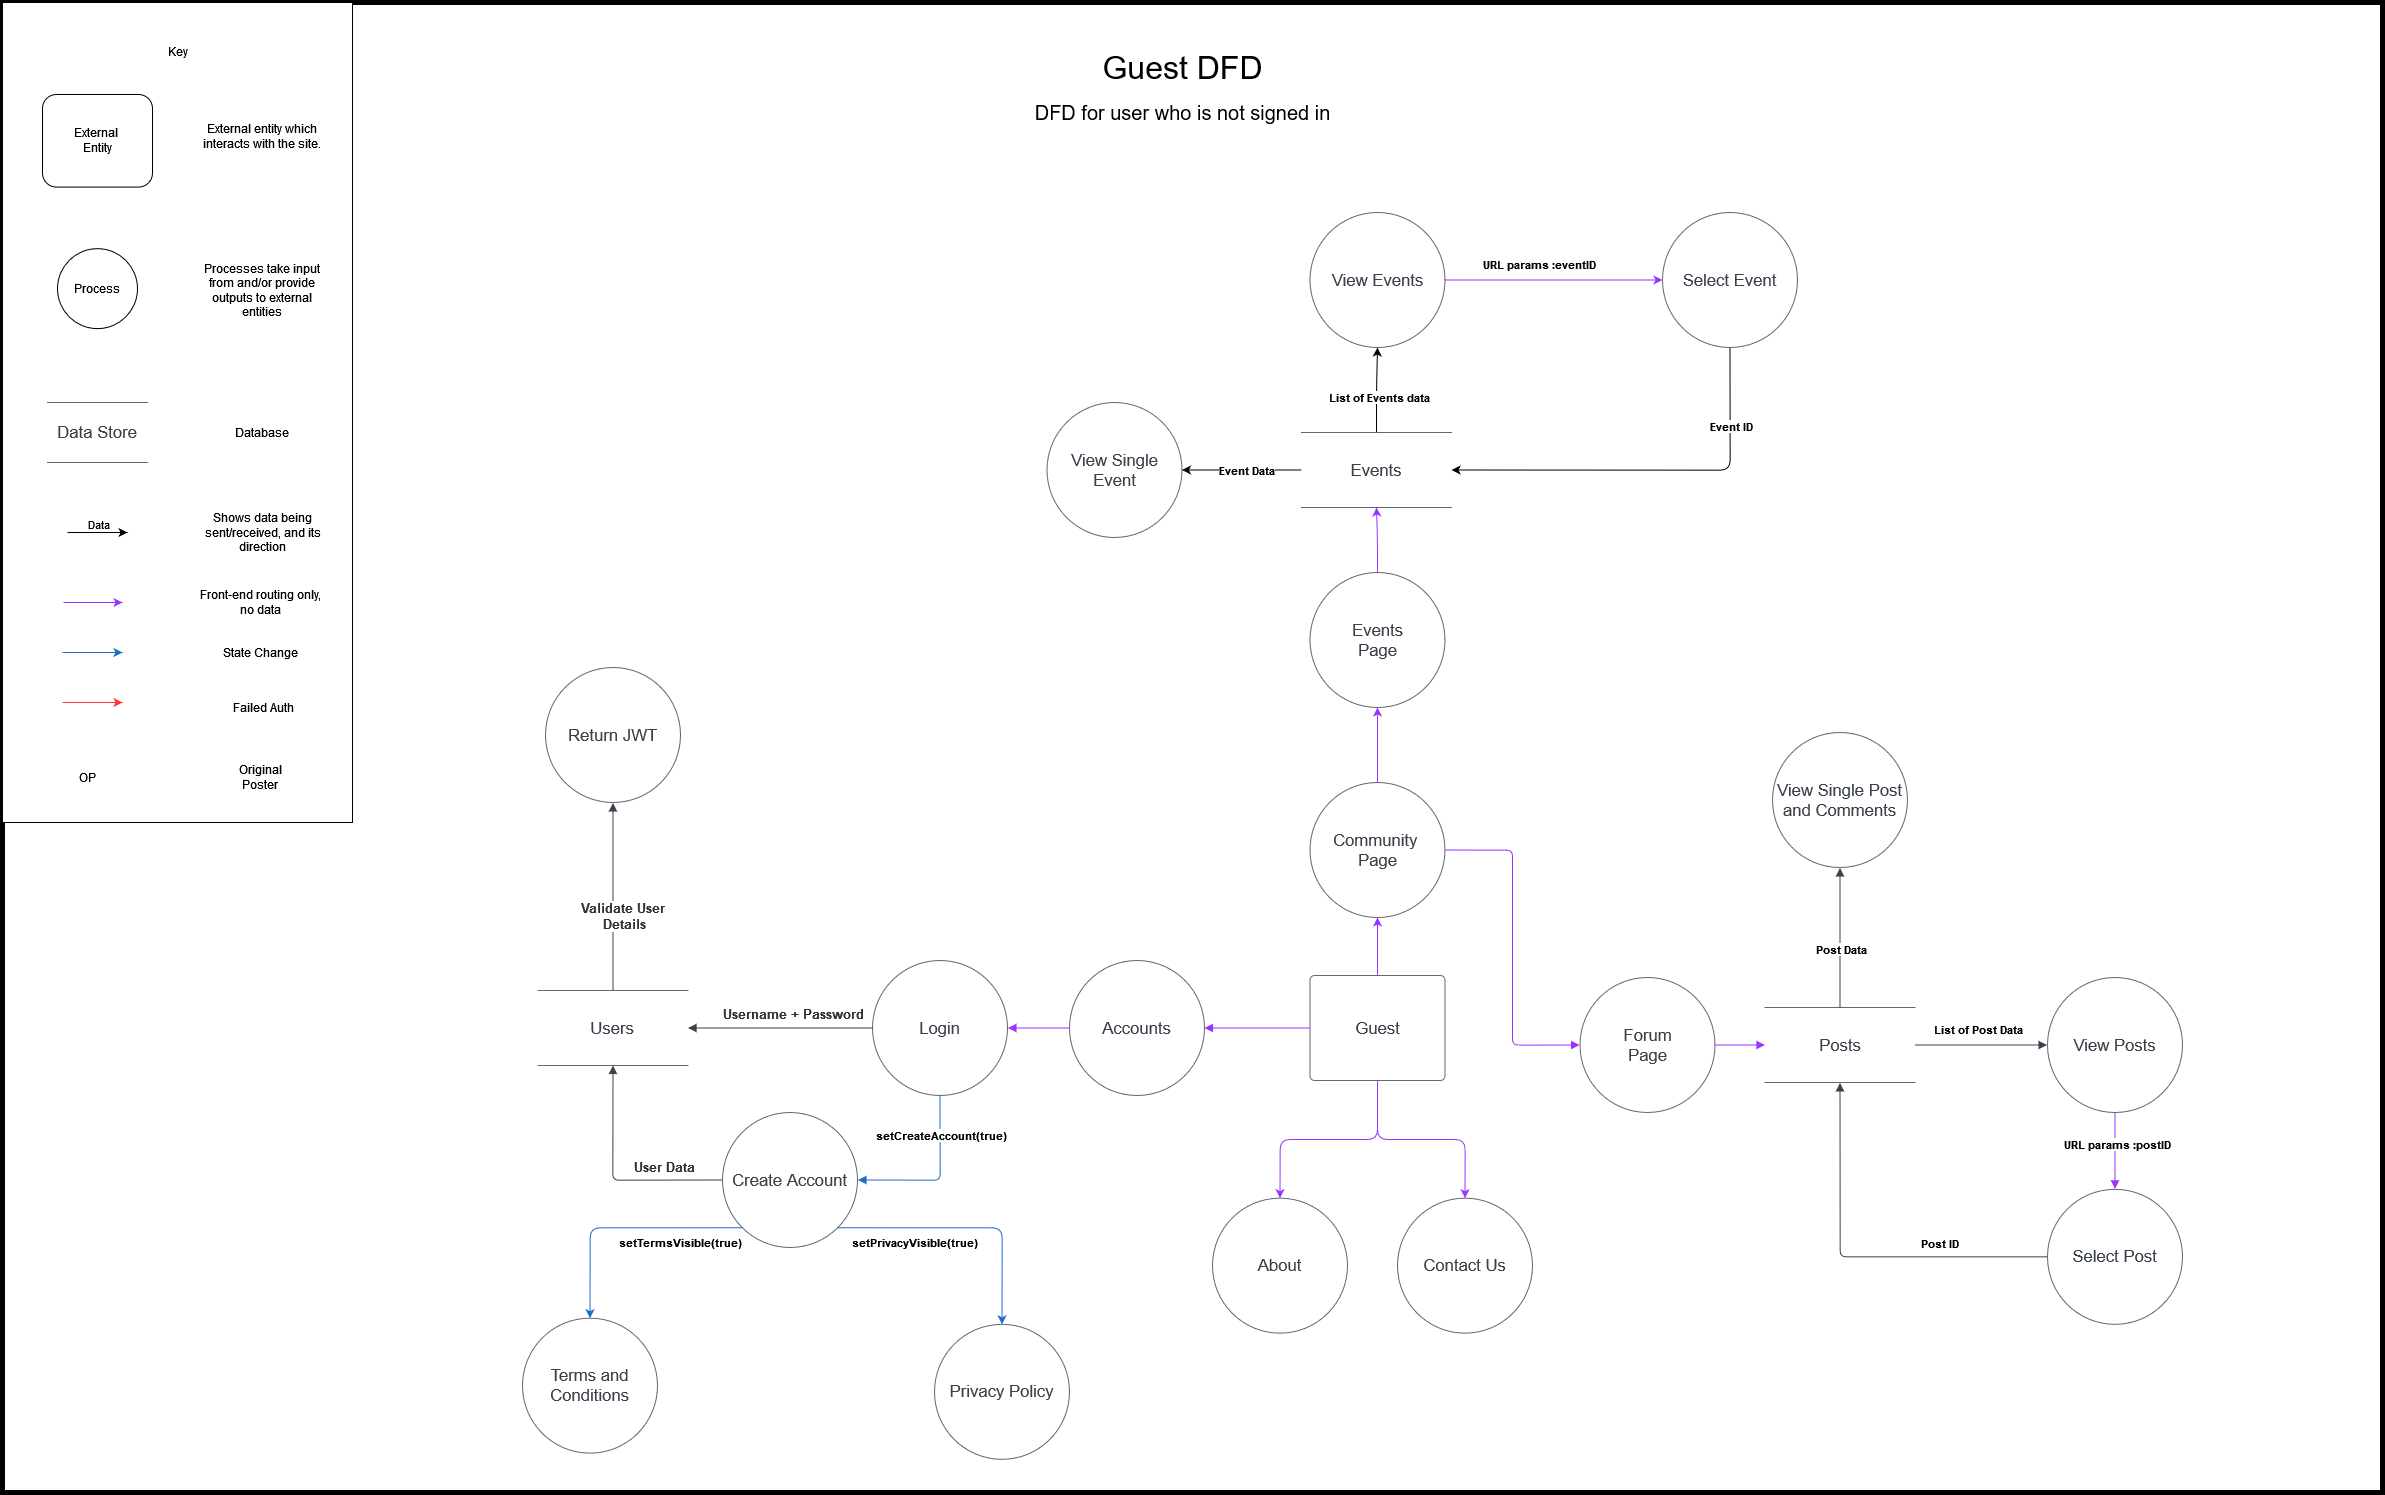 Key
External
Entity
External entity which
interacts with the site.
Process
Processes take input
from and/or provide
outputs to external
entities
Data Store
Database
Data
Shows data being
sent/received, and its
direction
Front-end routing only,
no data
State Change
Failed Auth
OP
Original
Poster
Guest DFD
DFD for user who is not signed in
View Events
URL params :eventID
Select Event
List of Events data
Event ID
View Single
Event
Event Data
Events
Events
Page
Return JWT
Community
Page
View Single Post
and Comments
Validate User
Details
Post Data
Users
Username + Password
Login
Accounts
Guest
Forum
Page
Posts
List of Post Data
View Posts
setCreateAccount(true)
URL params :postID
User Data
Create Account
setTermsVisible(true)
setPrivacyVisible(true)
About
Contact Us
Post ID
Select Post
Terms and
Conditions
Privacy Policy